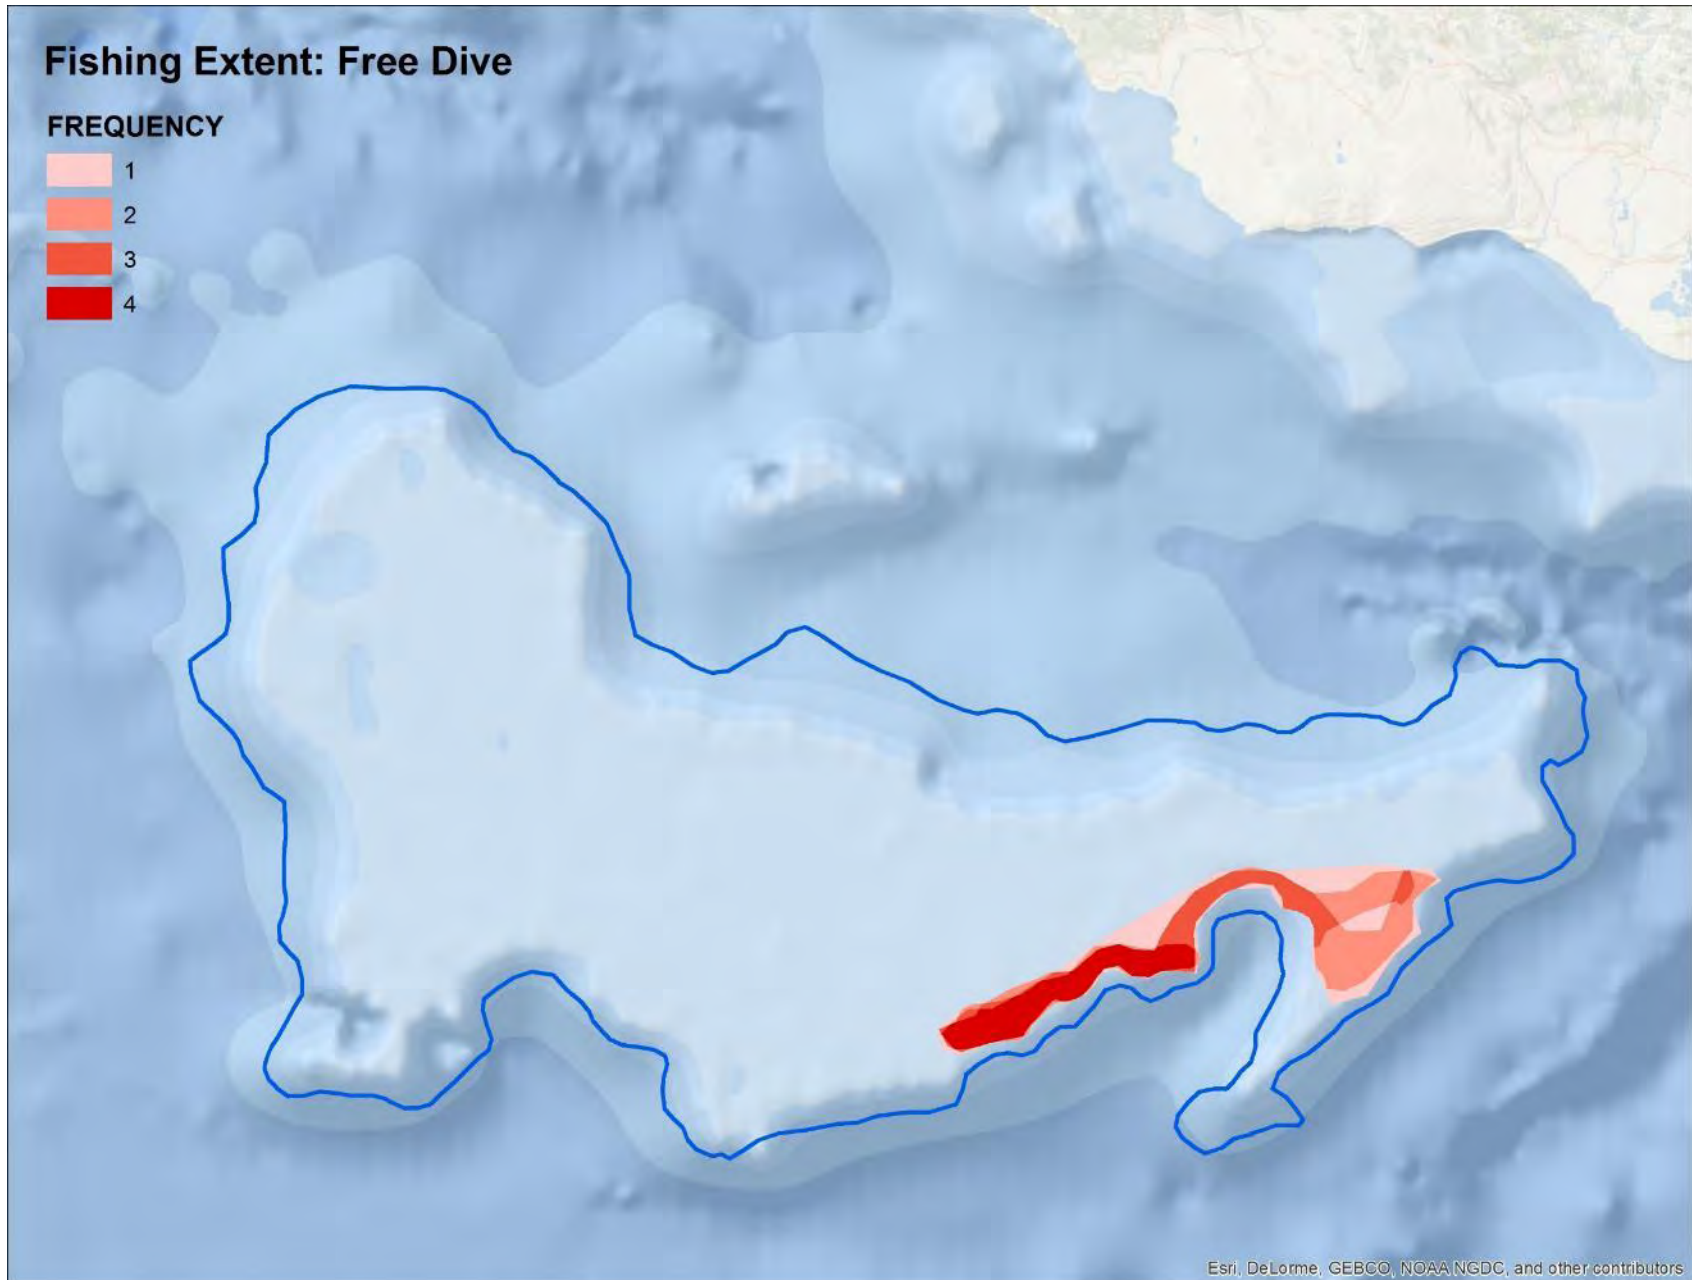 Fishing Extent: Free Dive
FREQUENCY
1
2
3
4
Esri, DeLorme, GEBCO, NOAA NGDC, and other contributors